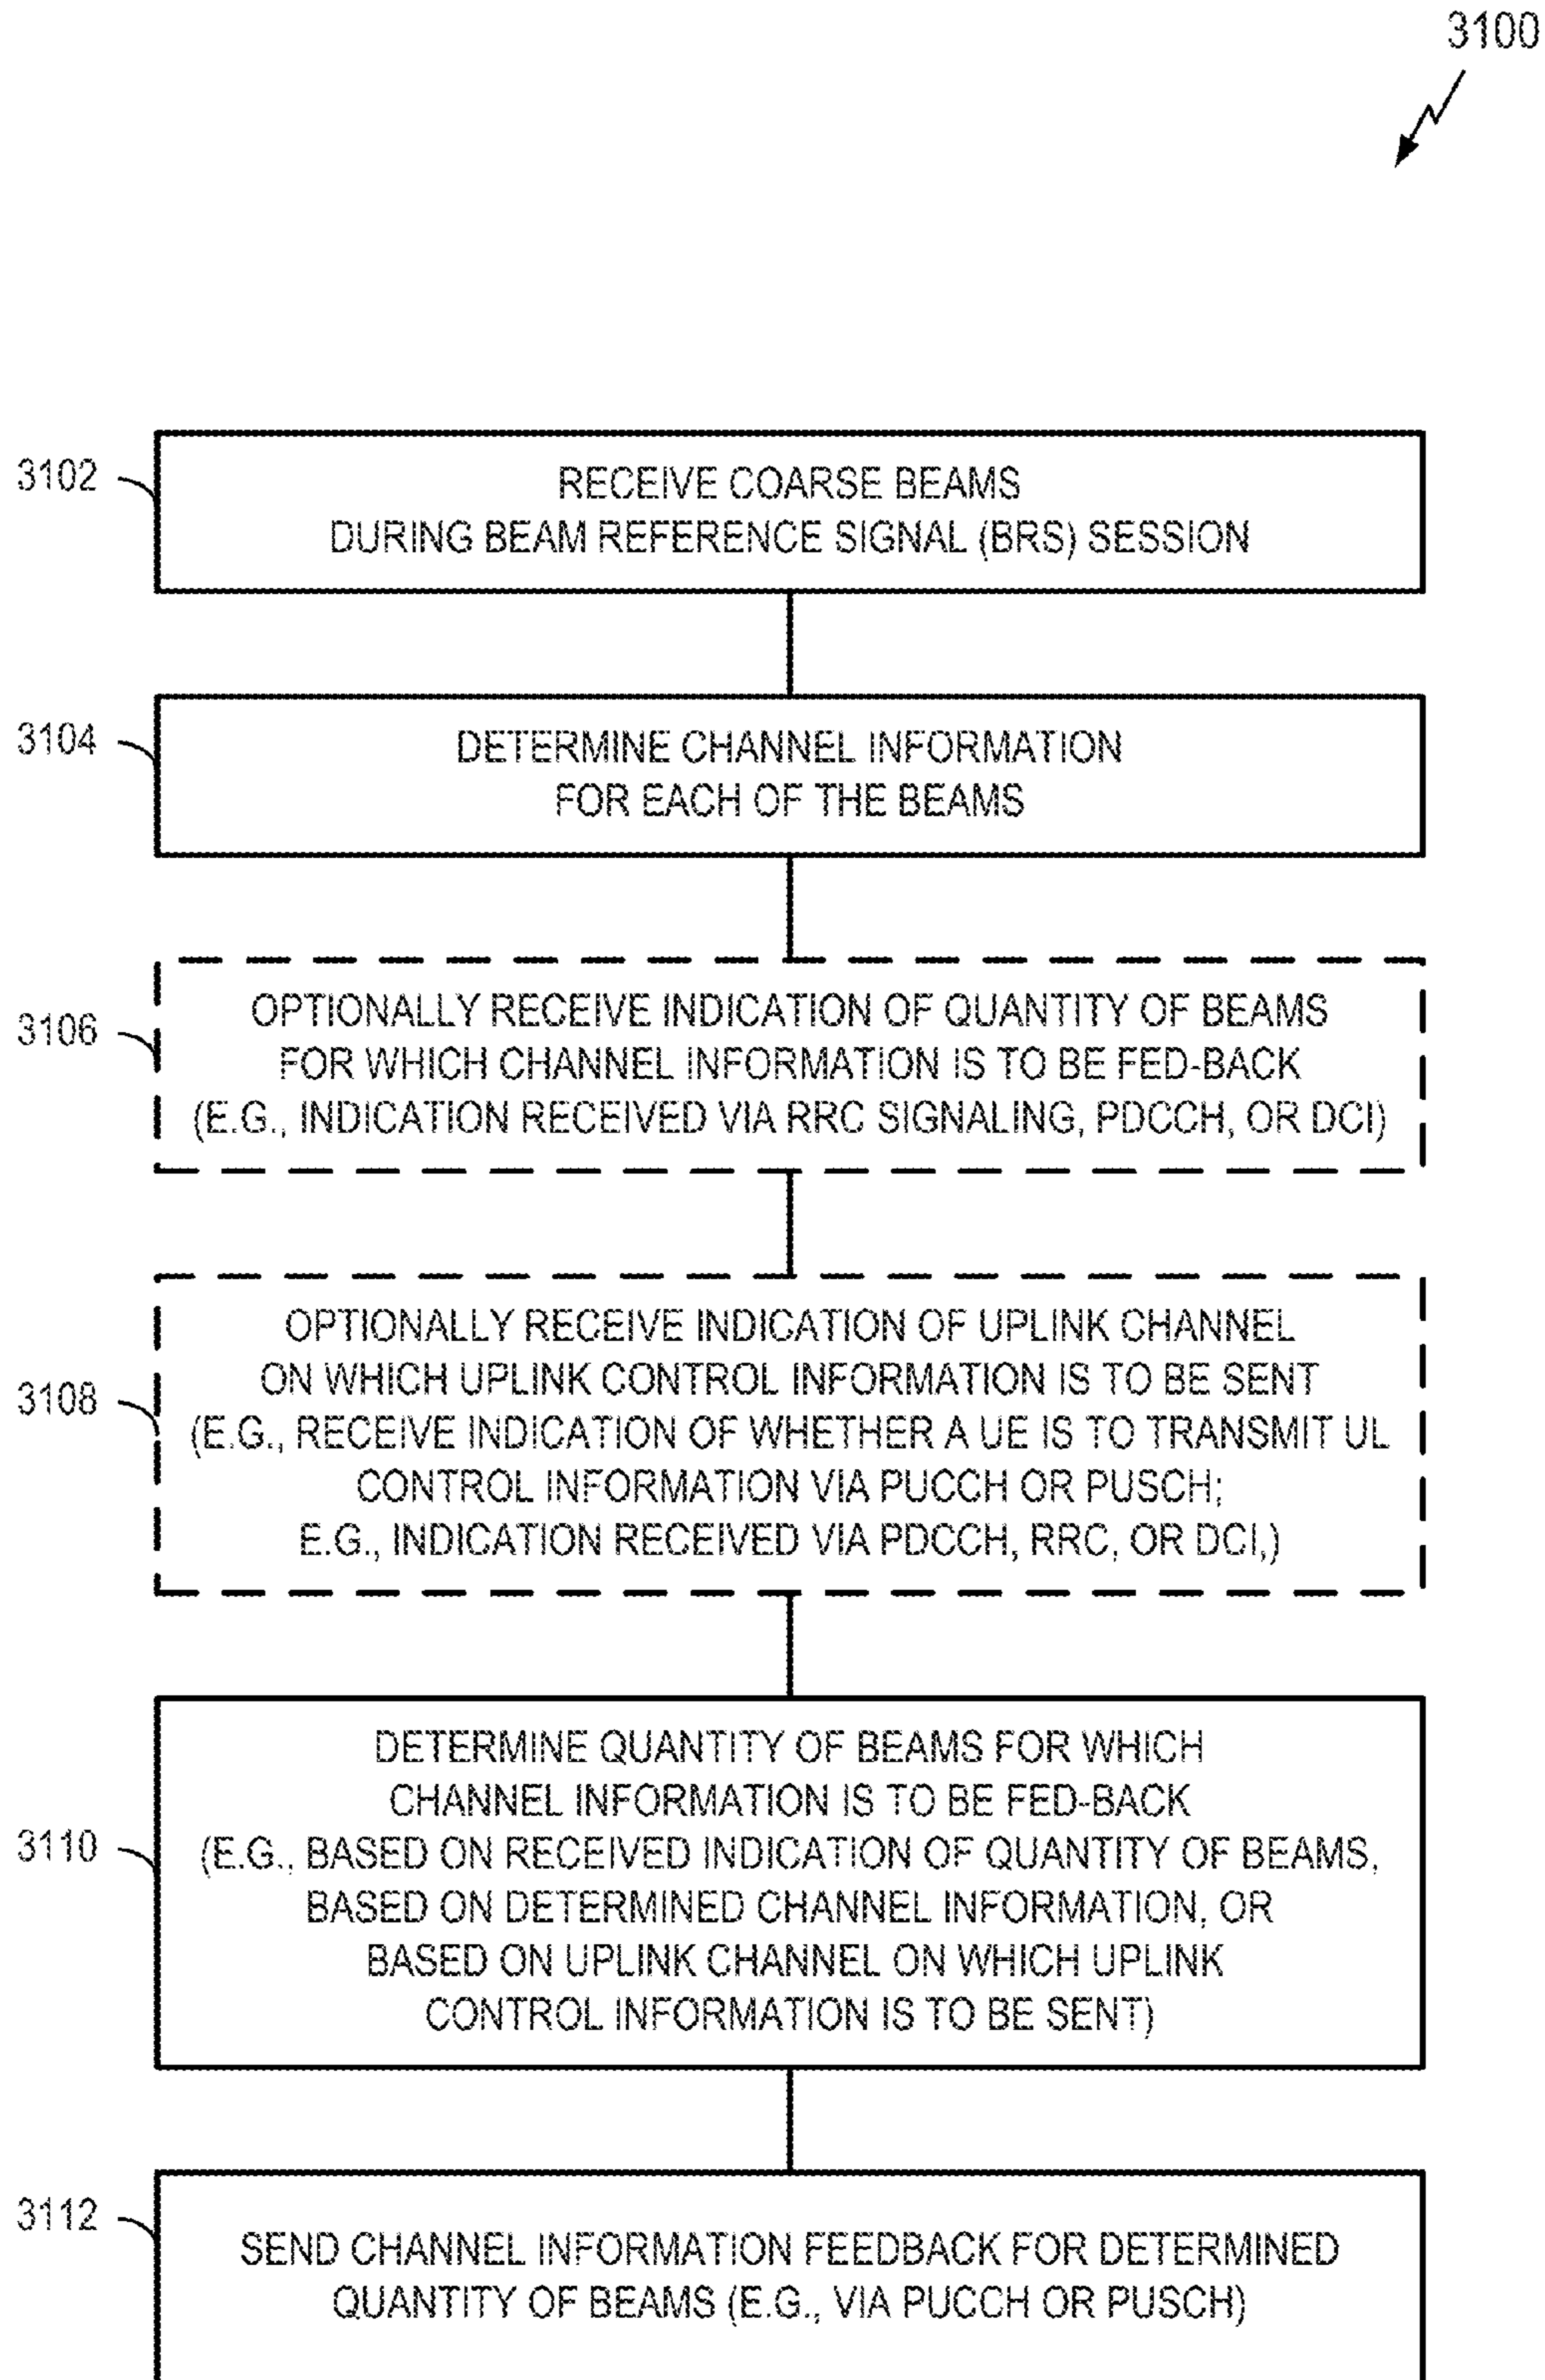 3100
3102
RECEIVE COARSE BEAMS
DURING BEAM REFERENCE SIGNAL (BRS) SESSION
3104
DETERMINE CHANNEL INFORMATION
FOR EACH OF THE BEAMS
3106
OPTIONALLY RECEIVE INDICATION OF QUANTITY OF BEAMS
FOR WHICH CHANNEL INFORMATION IS TO BE FED-BACK
(E.G., INDICATION RECEIVED VIA RRC SIGNALING, PDCCH, OR DCI)
3108
OPTIONALLY RECEIVE INDICATION OF UPLINK CHANNEL
ON WHICH UPLINK CONTROL INFORMATION IS TO BE SENT
(E.G., RECEIVE INDICATION OF WHETHER A UE IS TO TRANSMIT UL
CONTROL INFORMATION VIA PUCCH OR PUSCH;
E.G., INDICATION RECEIVED VIA PDCCH, RRC, OR DCI,)
3110
DETERMINE QUANTITY OF BEAMS FOR WHICH
CHANNEL INFORMATION IS TO BE FED-BACK
(E.G., BASED ON RECEIVED INDICATION OF QUANTITY OF BEAMS,
BASED ON DETERMINED CHANNEL INFORMATION, OR
BASED ON UPLINK CHANNEL ON WHICH UPLINK
CONTROL INFORMATION IS TO BE SENT)
3112
SEND CHANNEL INFORMATION FEEDBACK FOR DETERMINED
QUANTITY OF BEAMS (E.G., VIA PUCCH OR PUSCH)